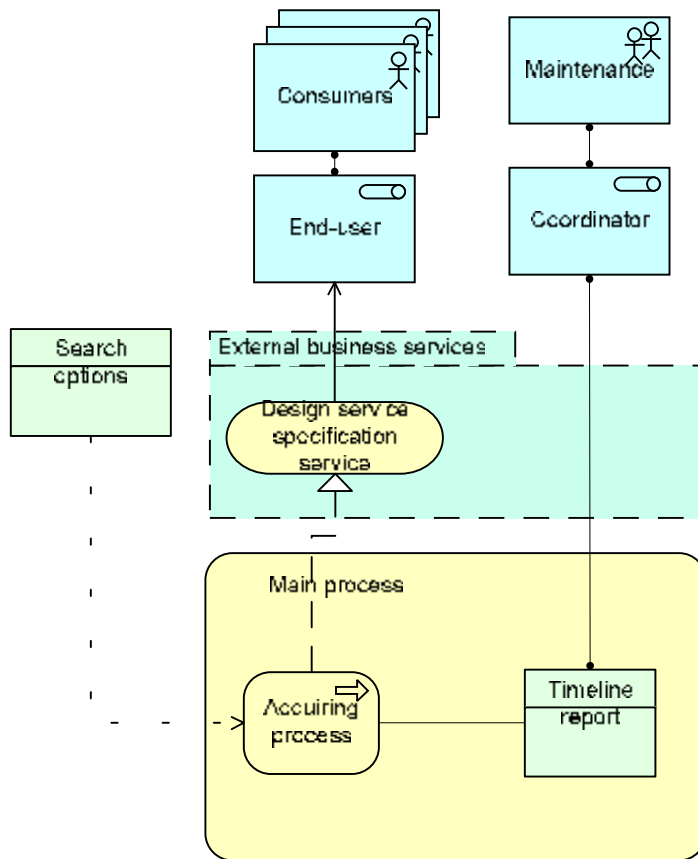 Consumers
Maintenance
End-user
Coordinator
Search
options
External business services
Design service
specification
service
Main process
Acquiring
process
Timeline
report